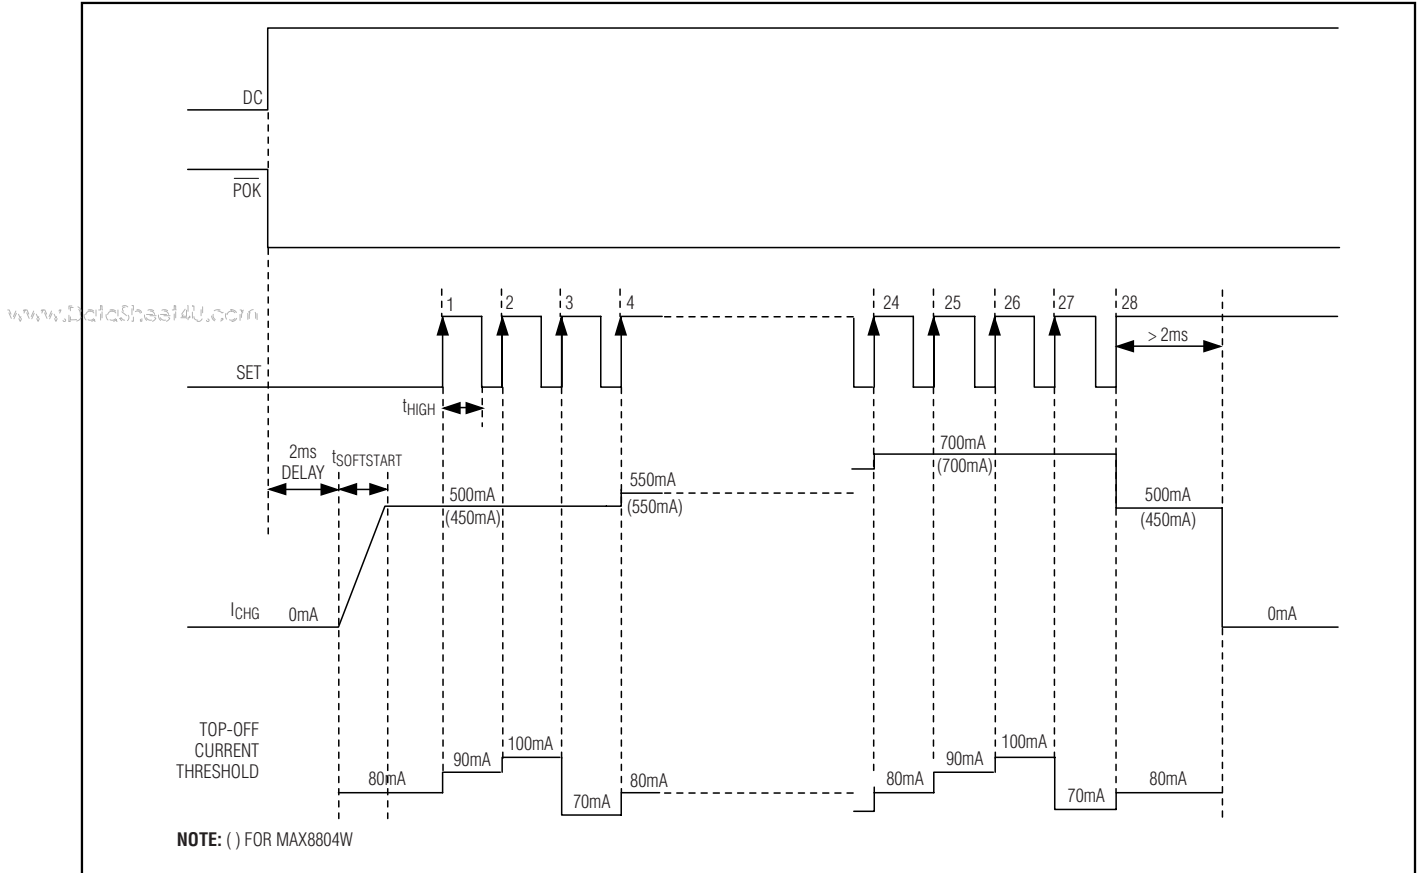 DC
POK
www.DataSheet4U.com
1
2
3
4
24
25
26
27
28
> 2ms
SET
tHIGH
2ms
DELAY
tSOFTSTART
500mA
(450mA)
550mA
(550mA)
700mA
(700mA)
500mA
(450mA)
ICHG
0mA
0mA
TOP-OFF
CURRENT
THRESHOLD
80mA
90mA
100mA
70mA
80mA
80mA
90mA
100mA
70mA
80mA
NOTE: ( ) FOR MAX8804W